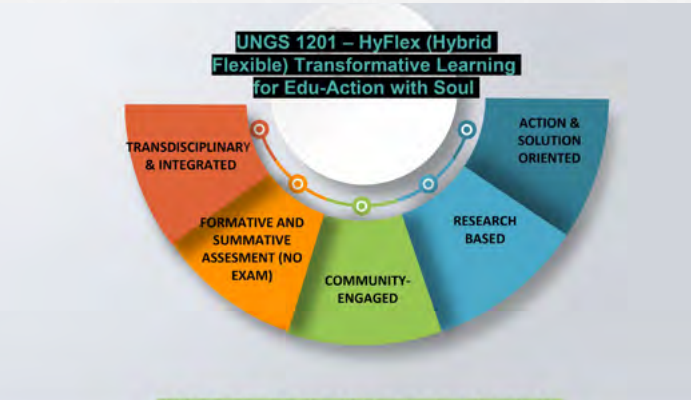 UNGS 1201 – HyFlex (Hybrid
Flexible) Transformative Learning
for Edu-Action with Soul
TRANSDISCIPLINARY
& INTEGRATED
FORMATIVE AND
SUMMATIVE
ASSESMENT (NO
EXAM)
COMMUNITY-
ENGAGED
RESEARCH
BASED
ACTION &
SOLUTION
ORIENTED